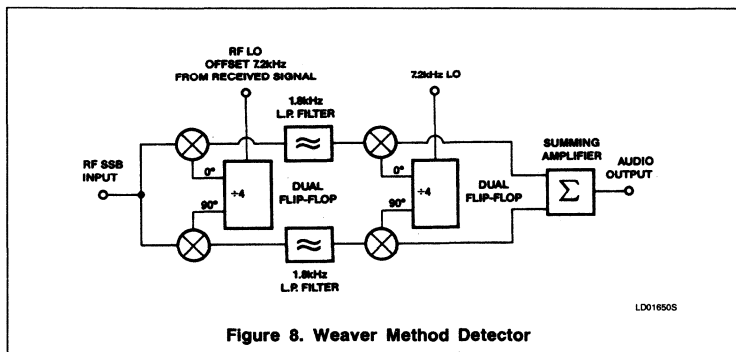 RF LO
OFFSET 7.2kHz
FROM RECEIVED SIGNAL
7.2kHz LO
1.8kHz
L.P. FILTER
SUMMING
AMPLIFIER
AUDIO
OUTPUT
RF SSB
INPUT
0°
÷4
90°
DUAL
FLIP-FLOP
0°
÷4
90°
DUAL
FLIP-FLOP
Σ
1.8kHz
L.P. FILTER
LD01650S
Figure 8. Weaver Method Detector